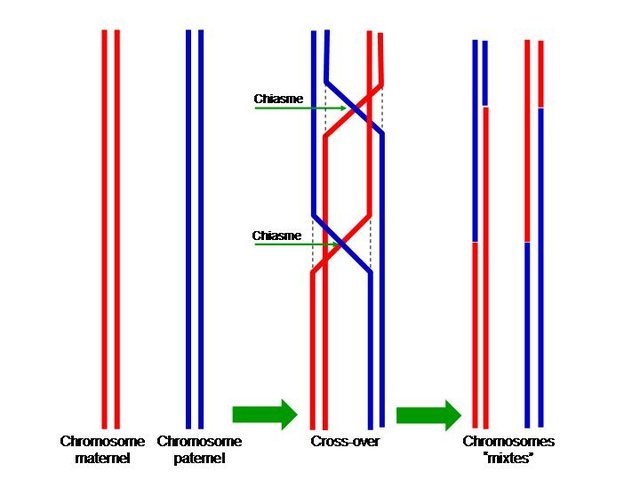 Chiasme
Chiasme
Chromosome
maternel
Chromosome
paternel
Cross-over
Chromosomes
"mixtes"